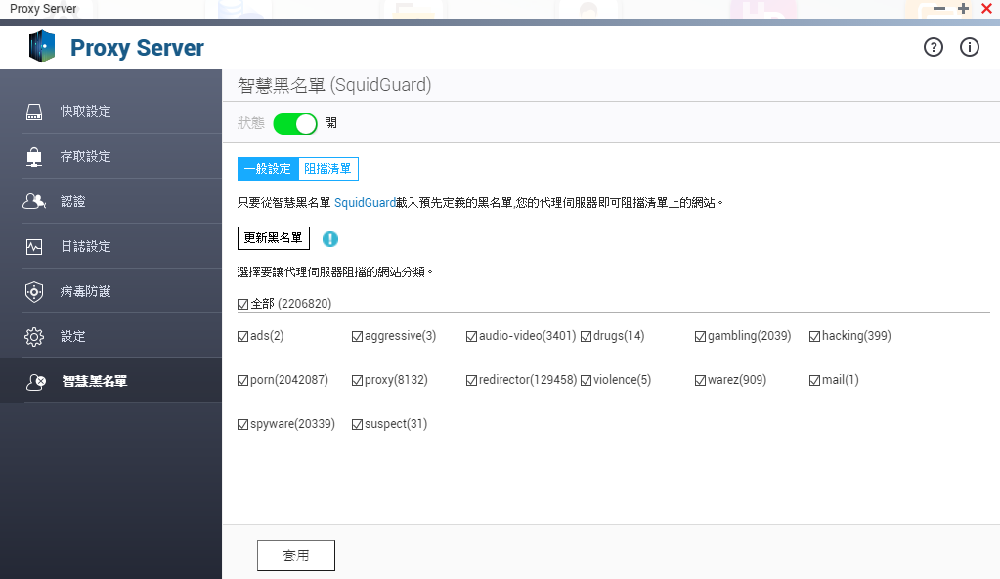 Proxy Server
Proxy Server
快取設定
存取設定
認證
日誌設定
病毒防護
設定
智慧黑名單
智慧黑名單 (SquidGuard)
狀態 開
一般設定 阻擋清單
只要從智慧黑名單 SquidGuard載入預先定義的黑名單,您的代理伺服器即可阻擋清單上的網站。
更新黑名單
選擇要讓代理伺服器阻擋的網站分類。
全部 (2206820)
ads(2) aggressive(3) audio-video(3401) drugs(14) gambling(2039) hacking(399)
porn(2042087) proxy(8132) redirector(129458) violence(5) warez(909) mail(1)
spyware(20339) suspect(31)
套用